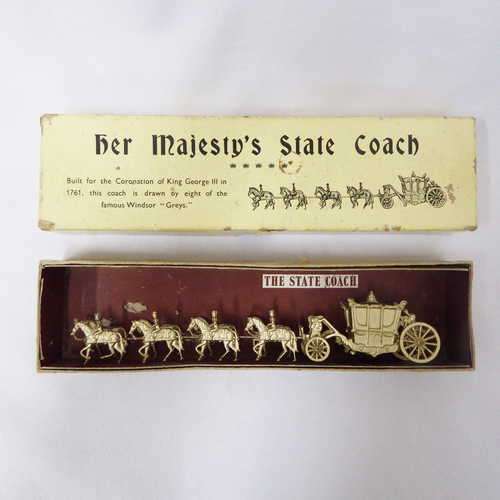 Her Majesty's State Coach
Built for the Coronation of King George III in
1761, this coach is drawn by eight of the
famous Windsor "Greys."
THE STATE COACH